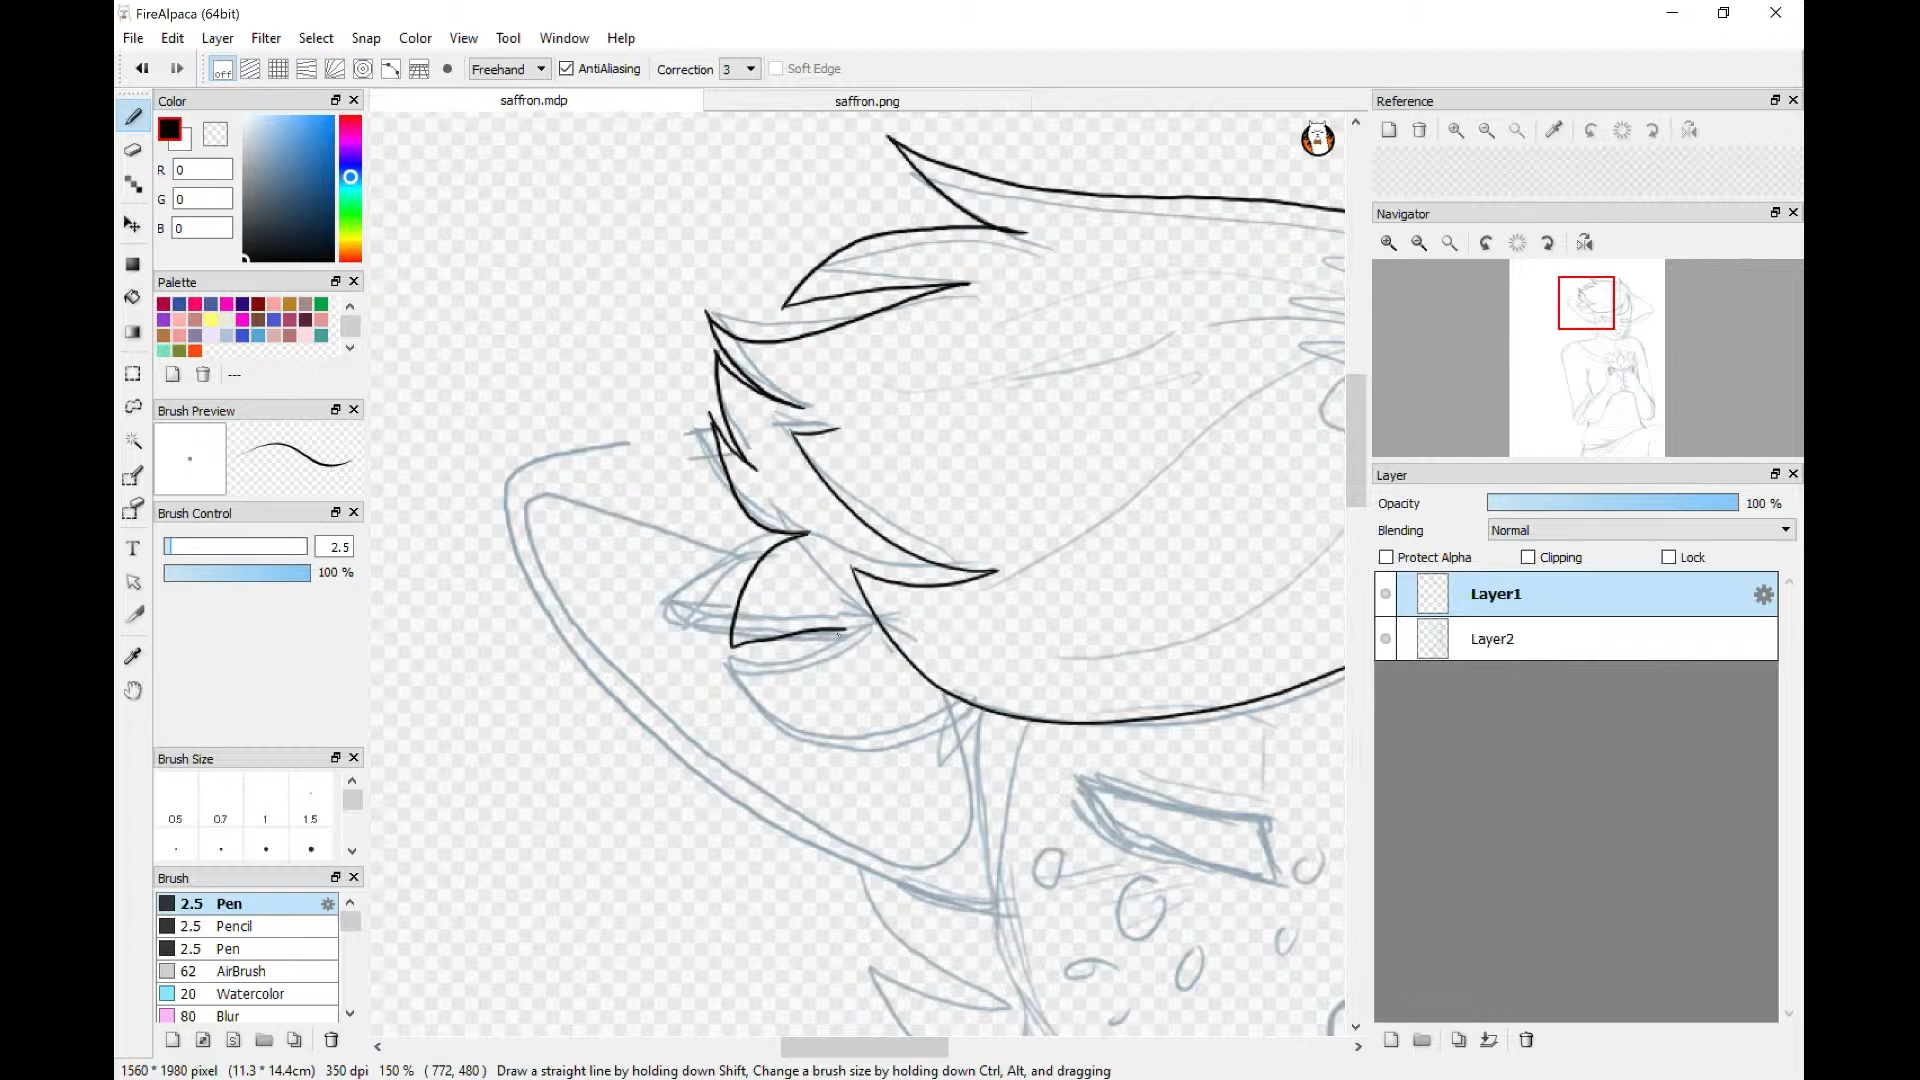 FireAlpaca (64bit)
File Edit Layer Filter Select Snap Color View Tool Window Help
off Freehand AntiAliasing Correction 3 Soft Edge
Color
R 0
G 0
B 0
Palette
---
Brush Preview
Brush Control
2.5
100 %
Brush Size
0.5 0.7 1 1.5
Brush
2.5 Pen
2.5 Pencil
2.5 Pen
62 AirBrush
20 Watercolor
80 Blur
saffron.mdp saffron.png
Reference
Navigator
Layer
Opacity 100 %
Blending Normal
Protect Alpha Clipping Lock
Layer1
Layer2
1560 * 1980 pixel (11.3 * 14.4cm) 350 dpi 150 % ( 772, 480 ) Draw a straight line by holding down Shift, Change a brush size by holding down Ctrl, Alt, and dragging